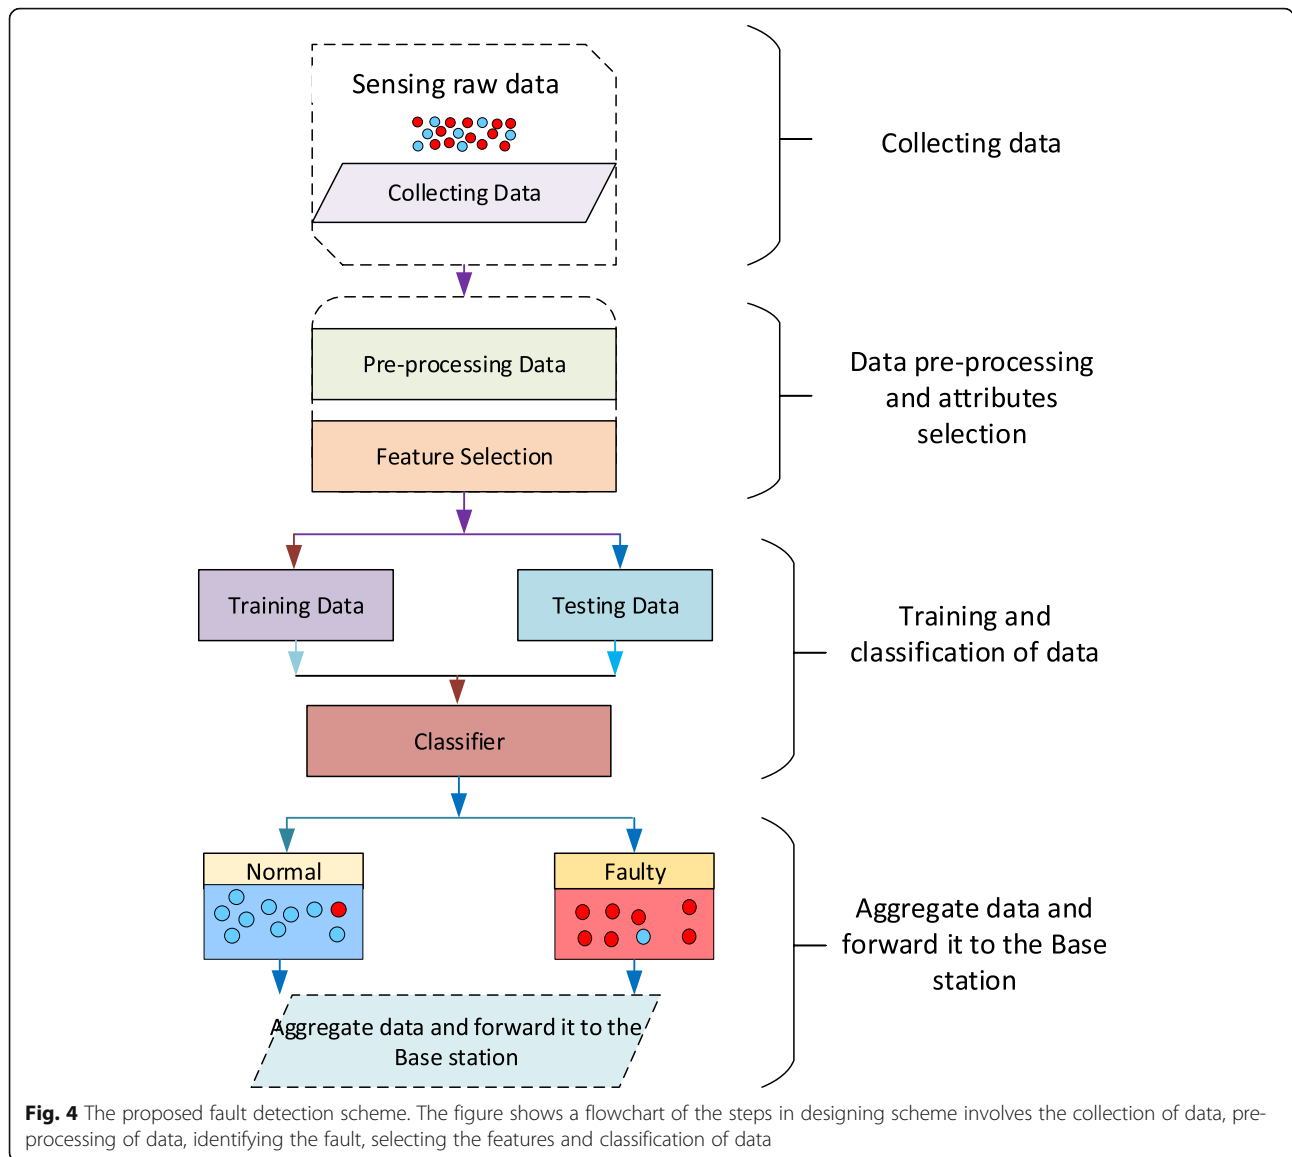 Sensing raw data
Collecting Data
Collecting data
Pre-processing Data
Feature Selection
Data pre-processing
and attributes
selection
Training Data
Testing Data
Classifier
Training and
classification of data
Normal
Faulty
Aggregate data and forward it to the
Base station
Aggregate data and
forward it to the Base
station
Fig. 4 The proposed fault detection scheme. The figure shows a flowchart of the steps in designing scheme involves the collection of data, pre-
processing of data, identifying the fault, selecting the features and classification of data